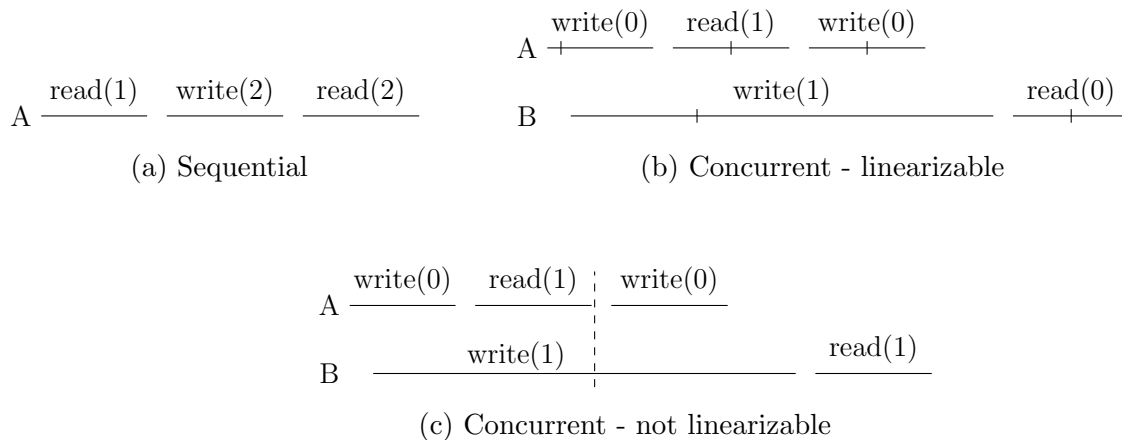 A read(1) write(2) read(2)
(a) Sequential
A write(0) read(1) write(0)
B write(1) read(0)
(b) Concurrent - linearizable
A write(0) read(1) write(0)
B write(1) read(1)
(c) Concurrent - not linearizable